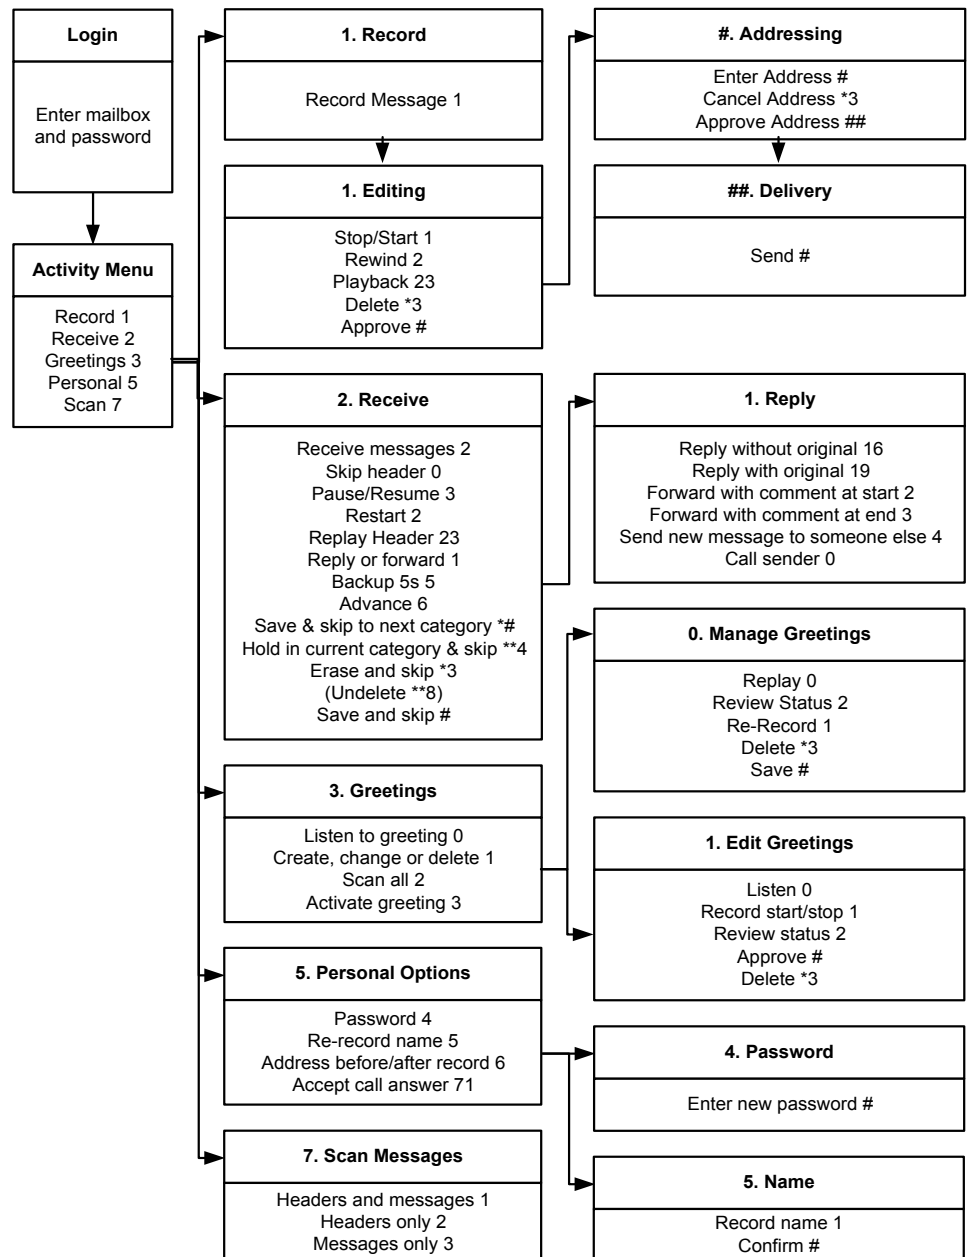 Login
Enter mailbox
and password
Activity Menu
Record 1
Receive 2
Greetings 3
Personal 5
Scan 7
1. Record
Record Message 1
1. Editing
Stop/Start 1
Rewind 2
Playback 23
Delete *3
Approve #
#. Addressing
Enter Address #
Cancel Address *3
Approve Address ##
##. Delivery
Send #
2. Receive
Receive messages 2
Skip header 0
Pause/Resume 3
Restart 2
Replay Header 23
Reply or forward 1
Backup 5s 5
Advance 6
Save & skip to next category *#
Hold in current category & skip **4
Erase and skip *3
(Undelete **8)
Save and skip #
1. Reply
Reply without original 16
Reply with original 19
Forward with comment at start 2
Forward with comment at end 3
Send new message to someone else 4
Call sender 0
3. Greetings
Listen to greeting 0
Create, change or delete 1
Scan all 2
Activate greeting 3
0. Manage Greetings
Replay 0
Review Status 2
Re-Record 1
Delete *3
Save #
1. Edit Greetings
Listen 0
Record start/stop 1
Review status 2
Approve #
Delete *3
5. Personal Options
Password 4
Re-record name 5
Address before/after record 6
Accept call answer 71
4. Password
Enter new password #
5. Name
Record name 1
Confirm #
7. Scan Messages
Headers and messages 1
Headers only 2
Messages only 3